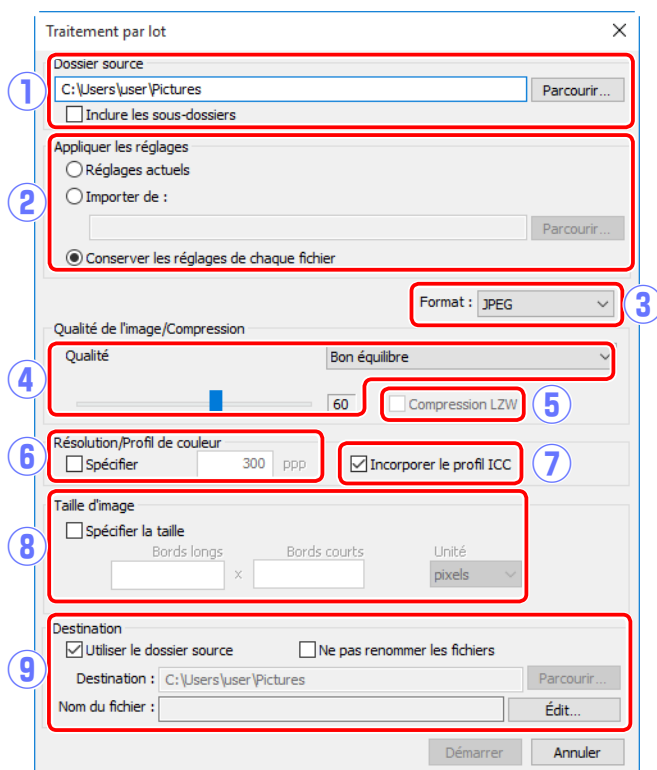 Traitement par lot
Dossier source
① C:\Users\user\Pictures Parcourir...
Inclure les sous-dossiers
Appliquer les réglages
② Réglages actuels
Importer de :
Parcourir...
Conserver les réglages de chaque fichier
Format : JPEG ③
Qualité de l'image/Compression
④ Qualité Bon équilibre
60 Compression LZW ⑤
Résolution/Profil de couleur
⑥ Spécifier 300 ppp Incorporer le profil ICC ⑦
Taille d'image
⑧ Spécifier la taille
Bords longs Bords courts Unité
x pixels
Destination
⑨ Utiliser le dossier source Ne pas renommer les fichiers
Destination : C:\Users\user\Pictures Parcourir...
Nom du fichier : Édit...
Démarrer Annuler